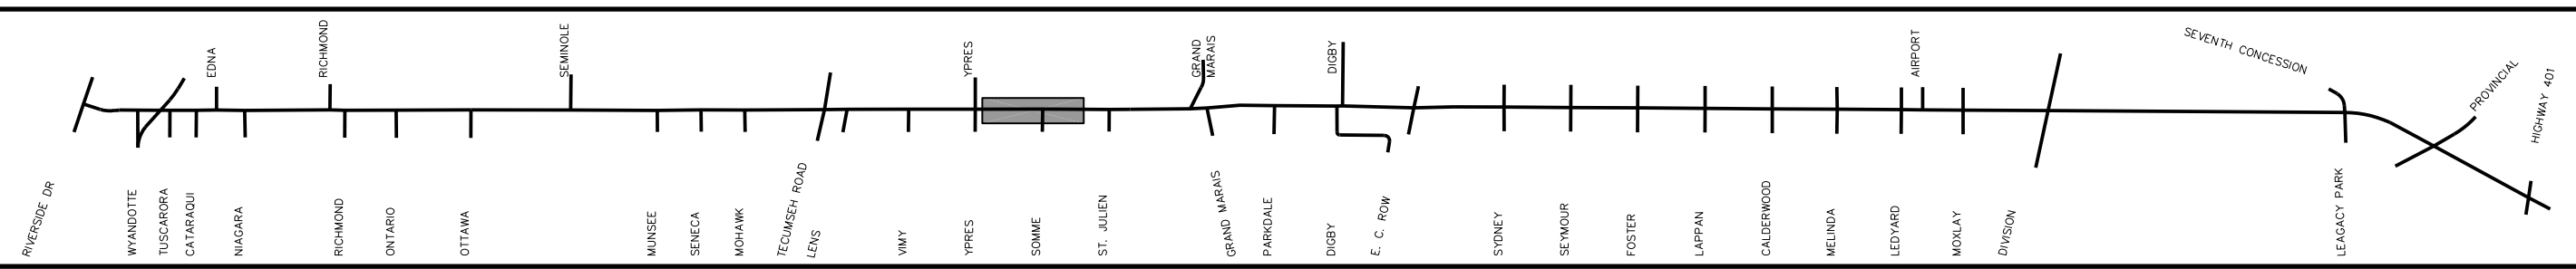 EDNA
RICHMOND
SEMINOLE
YPRES
GRAND
MARAIS
DIGBY
AIRPORT
SEVENTH CONCESSION
PROVINCIAL
HIGHWAY 401
RIVERSIDE DR
WYANDOTTE
TUSCARORA
CATARAQUI
NIAGARA
RICHMOND
ONTARIO
OTTAWA
MUNSEE
SENECA
MOHAWK
TECUMSEH ROAD
LENS
VIMY
YPRES
SOMME
ST. JULIEN
GRAND MARAIS
PARKDALE
DIGBY
E. C. ROW
SYDNEY
SEYMOUR
FOSTER
LAPPAN
CALDERWOOD
MELINDA
LEDYARD
MOXLAY
DIVISION
LEAGACY PARK